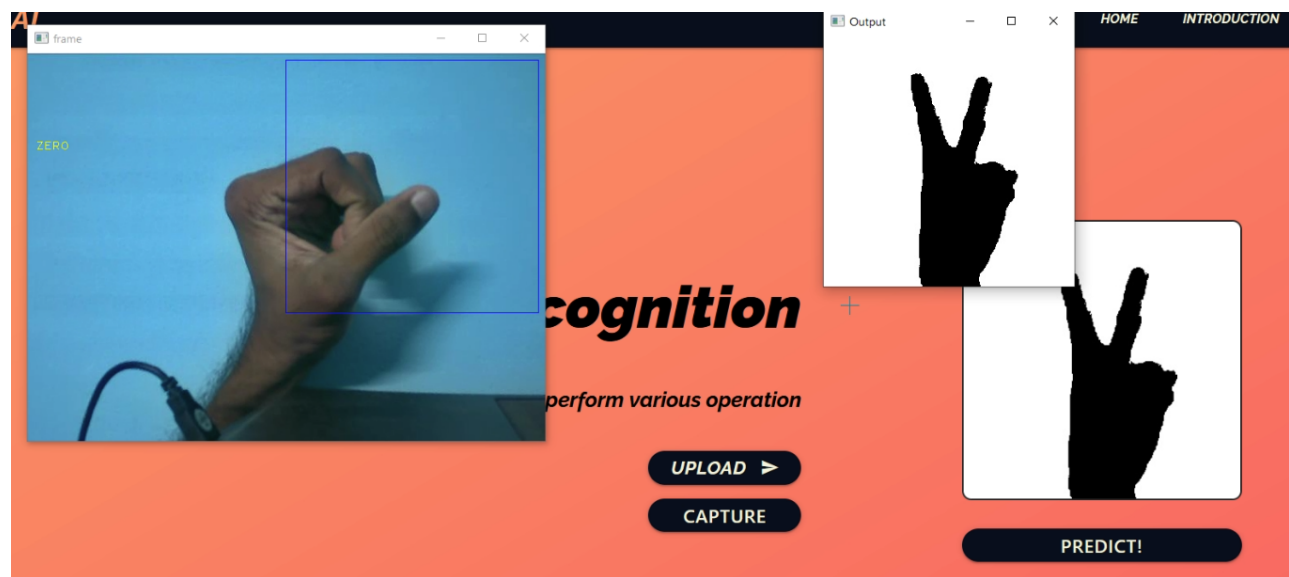 AI
HOME INTRODUCTION
frame
Output
ZERO
cognition
perform various operation
UPLOAD
CAPTURE
PREDICT!